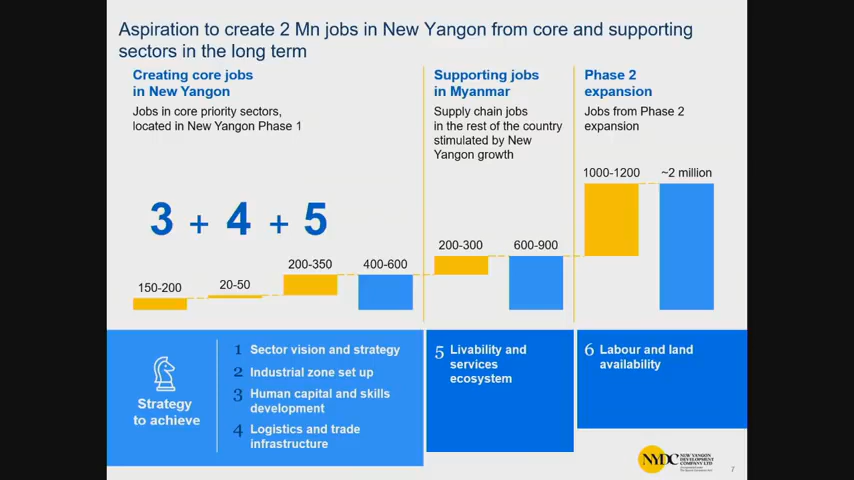 Aspiration to create 2 Mn jobs in New Yangon from core and supporting
sectors in the long term
Creating core jobs
in New Yangon
Jobs in core priority sectors,
located in New Yangon Phase 1
Supporting jobs
in Myanmar
Supply chain jobs
in the rest of the country
stimulated by New
Yangon growth
Phase 2
expansion
Jobs from Phase 2
expansion
3 + 4 + 5
150-200
20-50
200-350
400-600
200-300
600-900
1000-1200
~2 million
Strategy
to achieve
1 Sector vision and strategy
2 Industrial zone set up
3 Human capital and skills
development
4 Logistics and trade
infrastructure
5 Livability and
services
ecosystem
6 Labour and land
availability
NYDC
NEW YANGON
DEVELOPMENT
COMPANY LTD
7